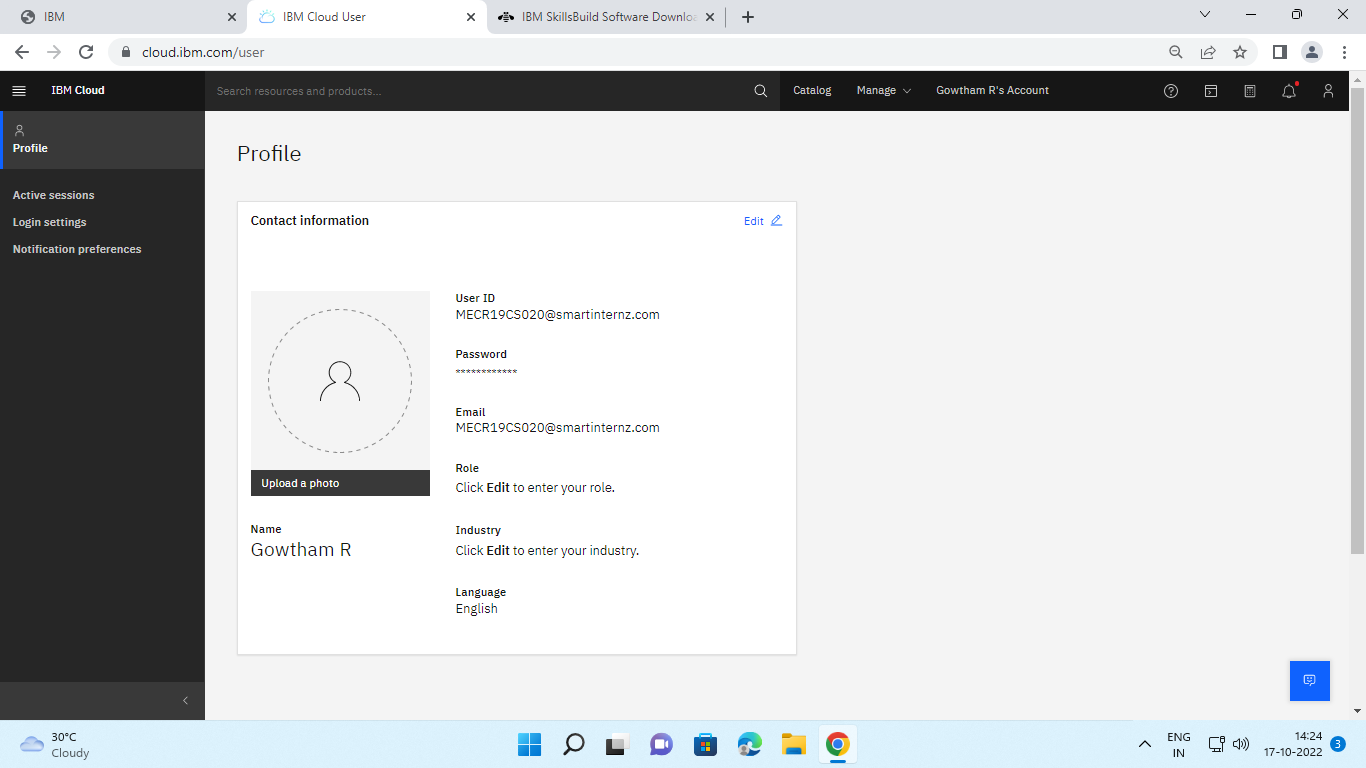 IBM
IBM Cloud User
IBM SkillsBuild Software Downloa
cloud.ibm.com/user
IBM Cloud
Search resources and products...
Catalog
Manage
Gowtham R's Account
Profile
Active sessions
Login settings
Notification preferences
Profile
Contact information
Edit
Upload a photo
Name
Gowtham R
User ID
MECR19CS020@smartinternz.com
Password
************
Email
MECR19CS020@smartinternz.com
Role
Click Edit to enter your role.
Industry
Click Edit to enter your industry.
Language
English
30°C
Cloudy
ENG
IN
14:24
17-10-2022
3